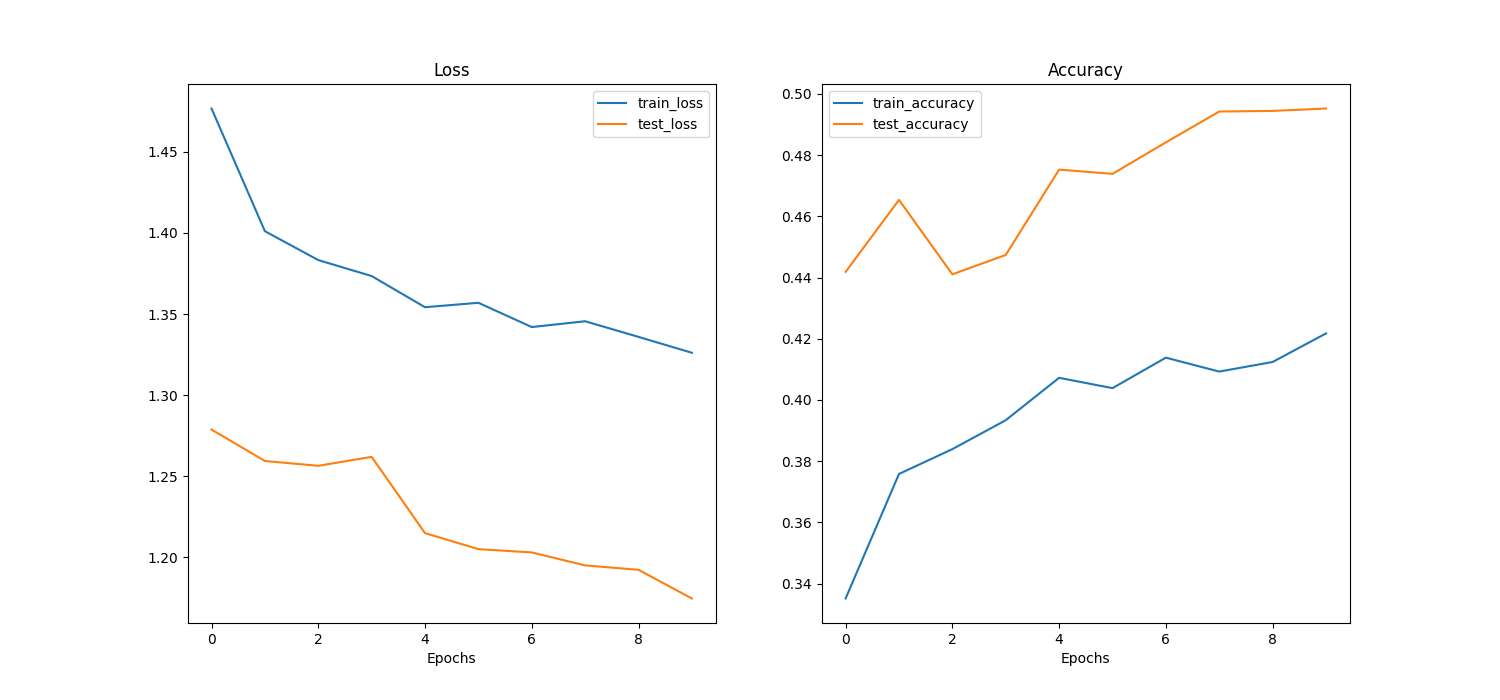 Loss
train_loss
test_loss
1.45
1.40
1.35
1.30
1.25
1.20
0 2 4 6 8
Epochs
Accuracy
train_accuracy
test_accuracy
0.50
0.48
0.46
0.44
0.42
0.40
0.38
0.36
0.34
0 2 4 6 8
Epochs